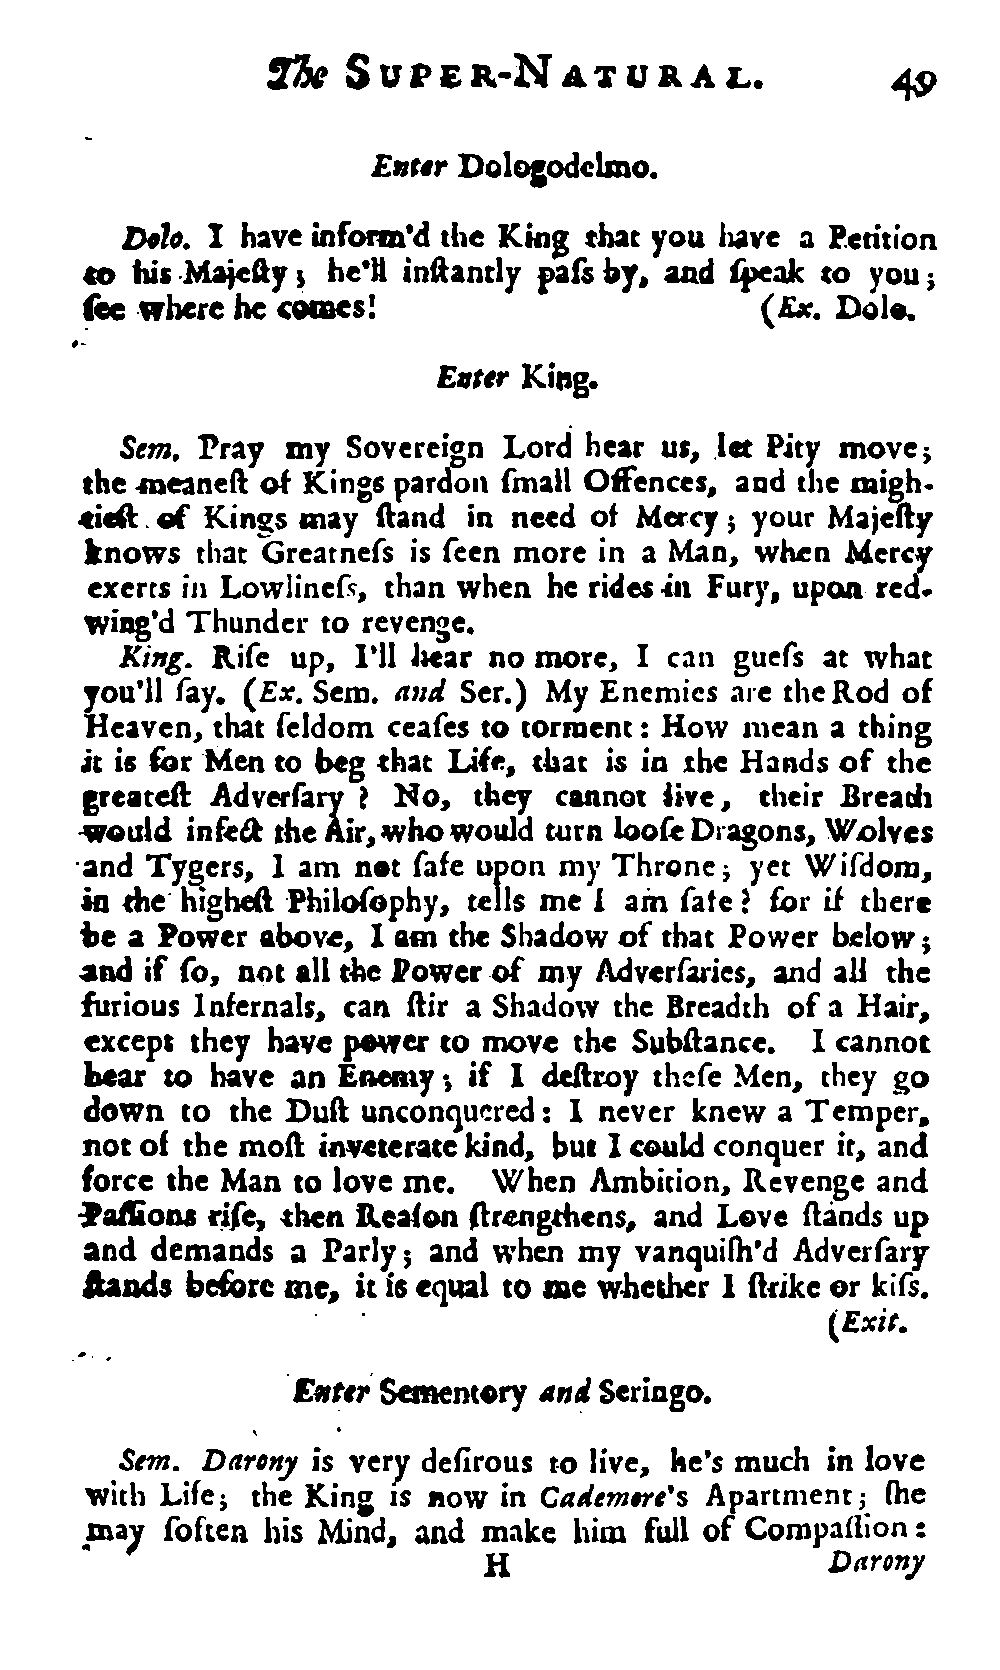 The SUPER-NATURAL. 49
Enter Dologodelmo.
Dolo. I have inform'd the King that you have a Petition
to his Majeſty; he'll inſtantly paſs by, and ſpeak to you;
ſee where he comes! (Ex. Dolo.
Enter King.
Sem. Pray my Sovereign Lord hear us, let Pity move;
the meaneſt of Kings pardon ſmall Offences, and the migh-
tieſt of Kings may ſtand in need of Mercy; your Majeſty
knows that Greatneſs is ſeen more in a Man, when Mercy
exerts in Lowlineſs, than when he rides in Fury, upon red-
wing'd Thunder to revenge.
King. Riſe up, I'll hear no more, I can gueſs at what
you'll ſay. (Ex. Sem. and Ser.) My Enemies are the Rod of
Heaven, that ſeldom ceaſes to torment: How mean a thing
it is for Men to beg that Life, that is in the Hands of the
greateſt Adverſary? No, they cannot live, their Breath
would infect the Air, who would turn looſe Dragons, Wolves
and Tygers, I am not ſafe upon my Throne; yet Wiſdom,
in the higheſt Philoſophy, tells me I am ſafe? for if there
be a Power above, I am the Shadow of that Power below;
and if ſo, not all the Power of my Adverſaries, and all the
furious Infernals, can ſtir a Shadow the Breadth of a Hair,
except they have power to move the Subſtance. I cannot
bear to have an Enemy; if I deſtroy theſe Men, they go
down to the Duſt unconquered: I never knew a Temper,
not of the moſt inveterate kind, but I could conquer it, and
force the Man to love me. When Ambition, Revenge and
Paſſions riſe, then Reaſon ſtrengthens, and Love ſtands up
and demands a Parly; and when my vanquiſh'd Adverſary
ſtands before me, it is equal to me whether I ſtrike or kiſs.
(Exit.
Enter Sementory and Seringo.
Sem. Darony is very deſirous to live, he's much in love
with Life; the King is now in Cademore's Apartment; ſhe
may ſoften his Mind, and make him full of Compaſſion:
H Darony